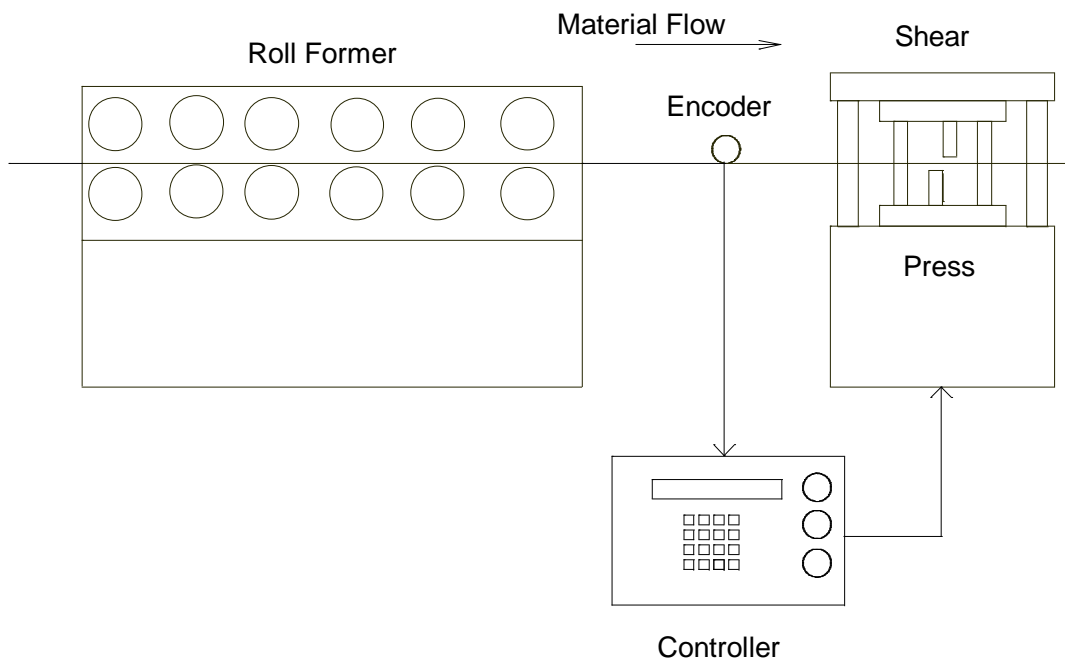 Material Flow
Shear
Roll Former
Encoder
Press
Controller